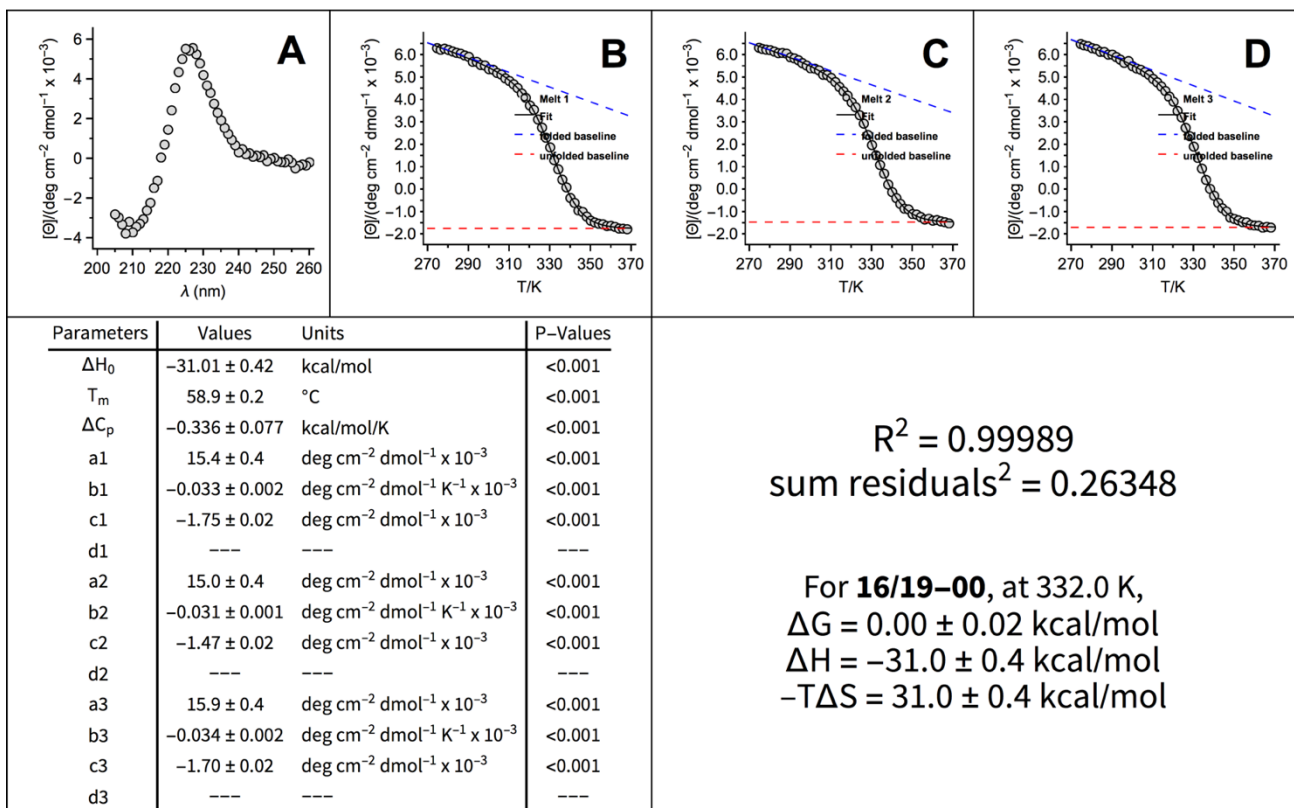 A
[Θ]/(deg cm⁻² dmol⁻¹ x 10⁻³)
6
4
2
0
−2
−4
200 210 220 230 240 250 260
λ (nm)
B
[Θ]/(deg cm⁻² dmol⁻¹ x 10⁻³)
6.0
5.0
4.0
3.0
1.0
0.0
−1.0
−2.0
Melt 1
Fit
folded baseline
unfolded baseline
270 290 310 330 350 370
T/K
C
[Θ]/(deg cm⁻² dmol⁻¹ x 10⁻³)
6.0
5.0
4.0
3.0
1.0
0.0
−1.0
−2.0
Melt 2
Fit
folded baseline
unfolded baseline
270 290 310 330 350 370
T/K
D
[Θ]/(deg cm⁻² dmol⁻¹ x 10⁻³)
6.0
5.0
4.0
3.0
1.0
0.0
−1.0
−2.0
Melt 3
Fit
folded baseline
unfolded baseline
270 290 310 330 350 370
T/K
Parameters Values Units P−Values
ΔH₀ −31.01 ± 0.42 kcal/mol <0.001
Tₘ 58.9 ± 0.2 °C <0.001
ΔCₚ −0.336 ± 0.077 kcal/mol/K <0.001
a1 15.4 ± 0.4 deg cm⁻² dmol⁻¹ x 10⁻³ <0.001
b1 −0.033 ± 0.002 deg cm⁻² dmol⁻¹ K⁻¹ x 10⁻³ <0.001
c1 −1.75 ± 0.02 deg cm⁻² dmol⁻¹ x 10⁻³ <0.001
d1 −−− −−− −−−
a2 15.0 ± 0.4 deg cm⁻² dmol⁻¹ x 10⁻³ <0.001
b2 −0.031 ± 0.001 deg cm⁻² dmol⁻¹ K⁻¹ x 10⁻³ <0.001
c2 −1.47 ± 0.02 deg cm⁻² dmol⁻¹ x 10⁻³ <0.001
d2 −−− −−− −−−
a3 15.9 ± 0.4 deg cm⁻² dmol⁻¹ x 10⁻³ <0.001
b3 −0.034 ± 0.002 deg cm⁻² dmol⁻¹ K⁻¹ x 10⁻³ <0.001
c3 −1.70 ± 0.02 deg cm⁻² dmol⁻¹ x 10⁻³ <0.001
d3 −−− −−− −−−
R² = 0.99989
sum residuals² = 0.26348
For 16/19−00, at 332.0 K,
ΔG = 0.00 ± 0.02 kcal/mol
ΔH = −31.0 ± 0.4 kcal/mol
−TΔS = 31.0 ± 0.4 kcal/mol